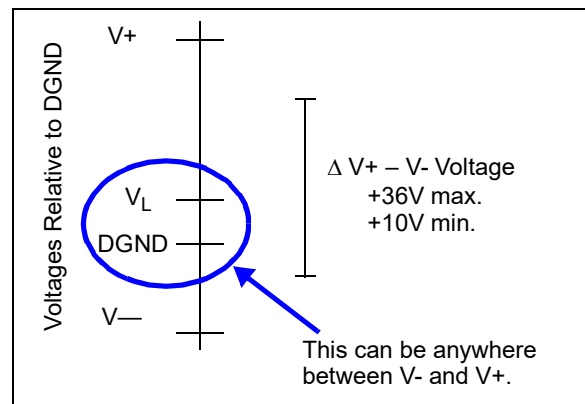 Voltages Relative to DGND
V+
VL
DGND
V—
Δ V+ – V- Voltage
+36V max.
+10V min.
This can be anywhere
between V- and V+.